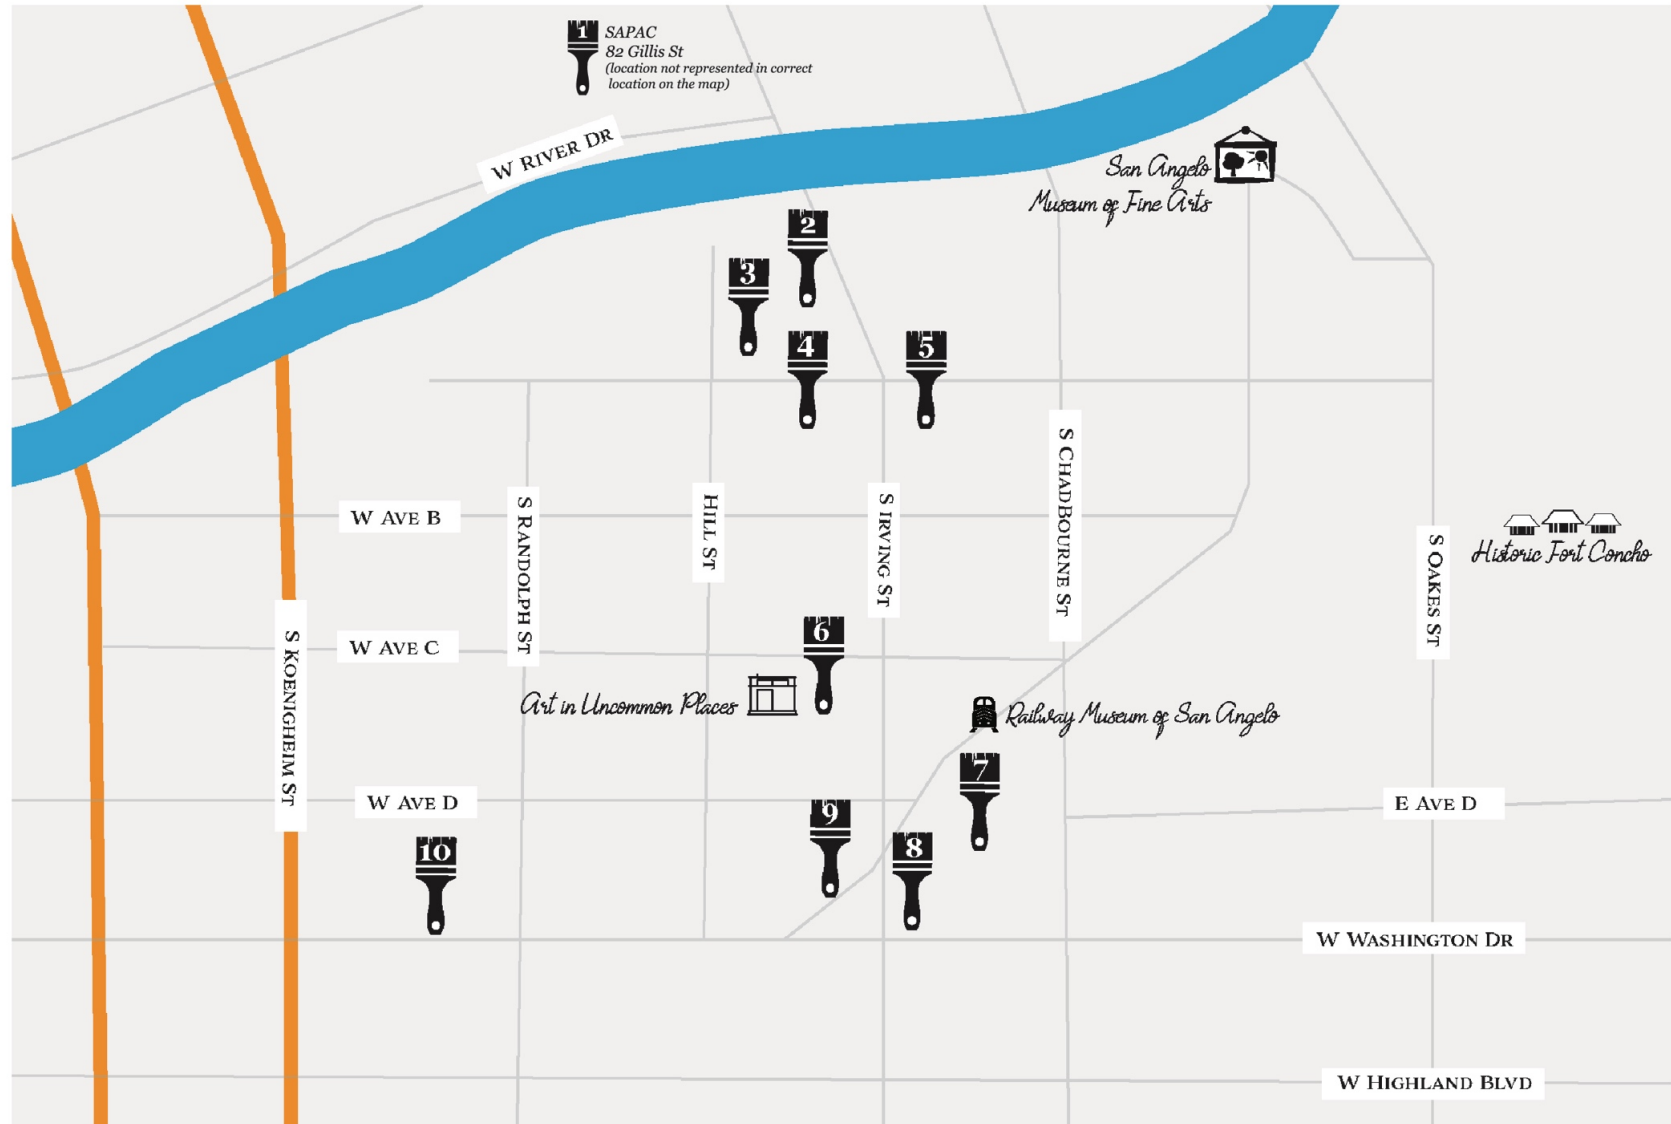 1
SAPAC
82 Gillis St
(location not represented in correct
location on the map)
W RIVER DR
San Angelo
Museum of Fine Arts
2
3
4
5
W AVE B
S RANDOLPH ST
HILL ST
S IRVING ST
S CHADBOURNE ST
S OAKES ST
Historic Fort Concho
W AVE C
6
S KOENIGHEIM ST
Art in Uncommon Places
Railway Museum of San Angelo
7
W AVE D
E AVE D
9
8
10
W WASHINGTON DR
W HIGHLAND BLVD